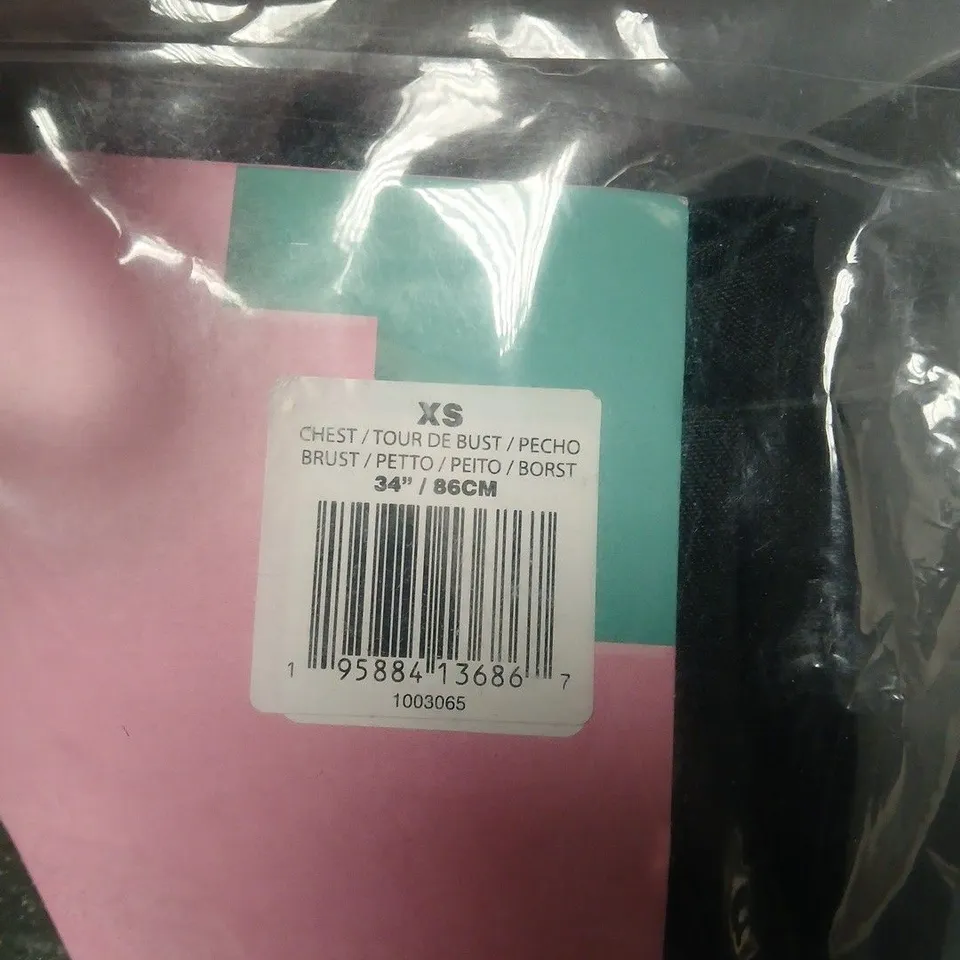 XS
CHEST / TOUR DE BUST / PECHO
BRUST / PETTO / PEITO / BORST
34” / 86CM
1 95884 13686 7
1003065